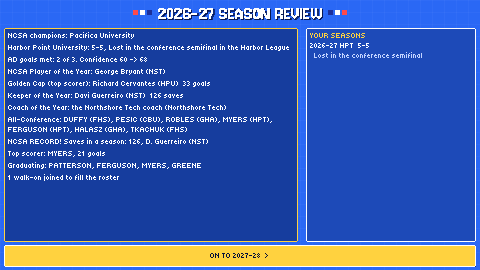 2026-27 SEASON REVIEW
NCSA champions: Pacifica University
Harbor Point University: 5-5, Lost in the conference semifinal in the Harbor League
AD goals met: 2 of 3. Confidence 60 -> 68
NCSA Player of the Year: George Bryant (NST)
Golden Cap (top scorer): Richard Cervantes (HPU) 33 goals
Keeper of the Year: Davi Guerreiro (NST) 126 saves
Coach of the Year: the Northshore Tech coach (Northshore Tech)
All-Conference: DUFFY (FHS), PESIC (CBU), ROBLES (GHA), MYERS (HPT),
FERGUSON (HPT), HALASZ (GHA), TKACHUK (FHS)
NCSA RECORD! Saves in a season: 126, D. Guerreiro (NST)
Top scorer: MYERS, 21 goals
Graduating: PATTERSON, FERGUSON, MYERS, GREENE
1 walk-on joined to fill the roster
YOUR SEASONS
2026-27 HPT 5-5
Lost in the conference semifinal
ON TO 2027-28 >